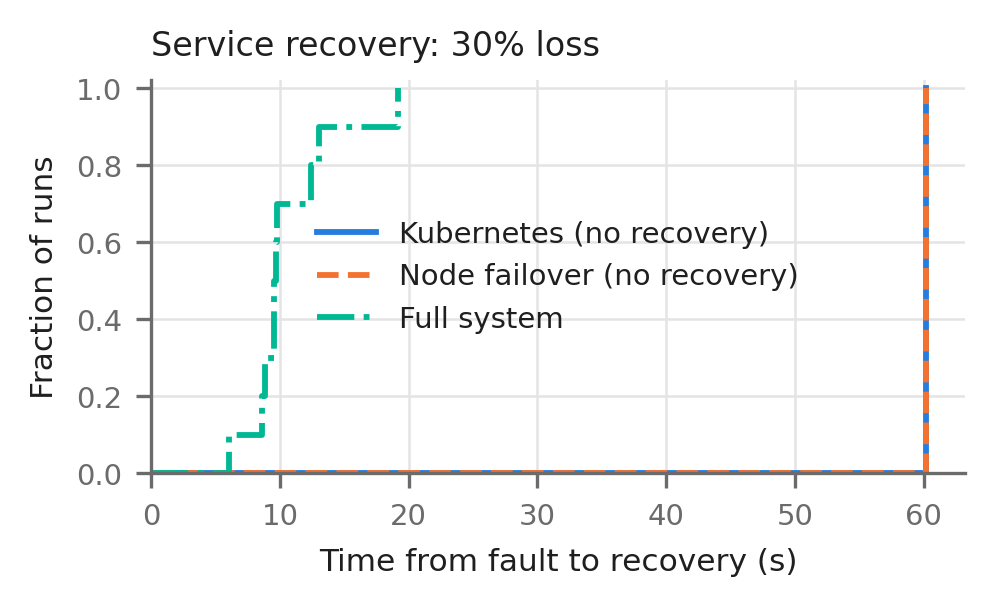 Service recovery: 30% loss
1.0
0.8
0.6
0.4
0.2
0.0
Fraction of runs
Kubernetes (no recovery)
Node failover (no recovery)
Full system
0 10 20 30 40 50 60
Time from fault to recovery (s)